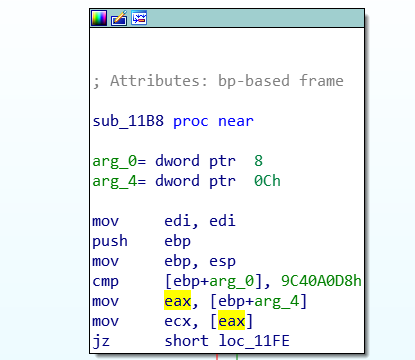 ; Attributes: bp-based frame
sub_11B8 proc near
arg_0= dword ptr  8
arg_4= dword ptr  0Ch
mov     edi, edi
push    ebp
mov     ebp, esp
cmp     [ebp+arg_0], 9C40A0D8h
mov     eax, [ebp+arg_4]
mov     ecx, [eax]
jz      short loc_11FE